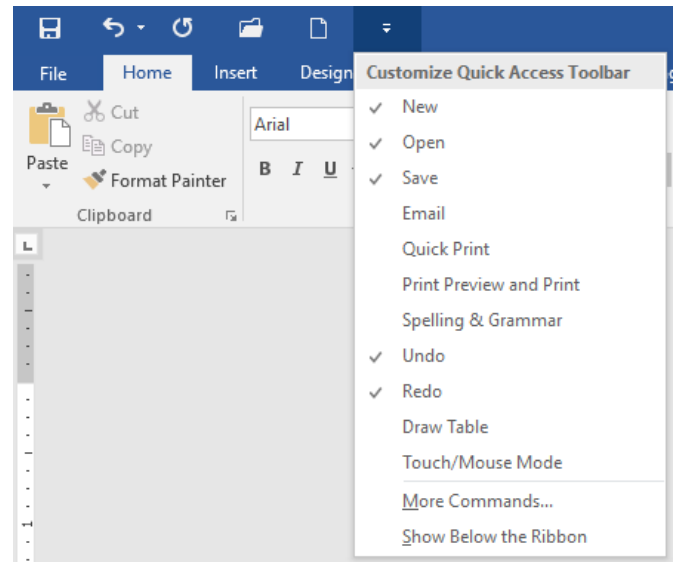 File Home Insert Design
Cut
Copy
Paste
Format Painter
Clipboard
Arial
B I U
Customize Quick Access Toolbar
New
Open
Save
Email
Quick Print
Print Preview and Print
Spelling & Grammar
Undo
Redo
Draw Table
Touch/Mouse Mode
More Commands...
Show Below the Ribbon
1